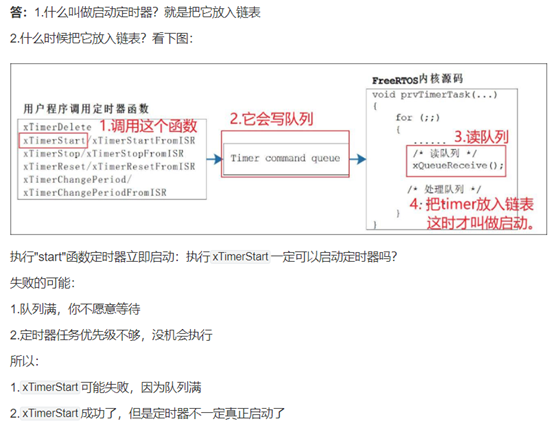 答：1.什么叫做启动定时器？就是把它放入链表
2.什么时候把它放入链表？看下图：
用户程序调用定时器函数
xTimerDelete
1.调用这个函数
xTimerStart/xTimerStartFromISR
xTimerStop/xTimerStopFromISR
xTimerReset/xTimerResetFromISR
xTimerChangePeriod/
xTimerChangePeriodFromISR
2.它会写队列
Timer command queue
FreeRTOS内核源码
void prvTimerTask(...)
{
for (;;)
{
......
3.读队列
/* 读队列 */
xQueueReceive();
/* 处理队列 */
4: 把timer放入链表
}
这时才叫做启动。
}
执行"start"函数定时器立即启动：执行 xTimerStart 一定可以启动定时器吗？
失败的可能：
1.队列满，你不愿意等待
2.定时器任务优先级不够，没机会执行
所以：
1. xTimerStart 可能失败，因为队列满
2. xTimerStart 成功了，但是定时器不一定真正启动了